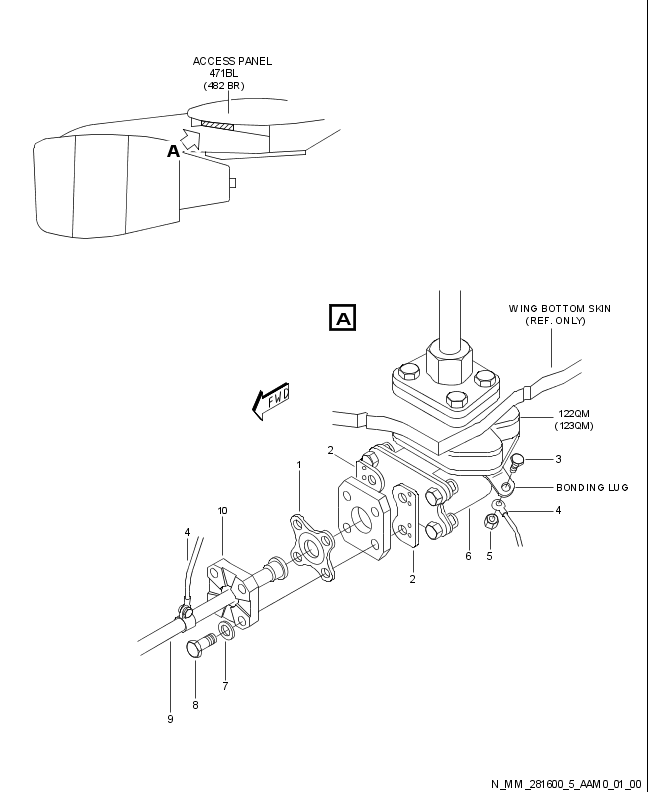 ACCESS PANEL
471BL
(482 BR)
A
A
WING BOTTOM SKIN
(REF. ONLY)
FWD
122QM
(123QM)
2
3
1
BONDING LUG
10
4
4
6
5
2
7
8
9
N_MM_281600_5_AAM0_01_00